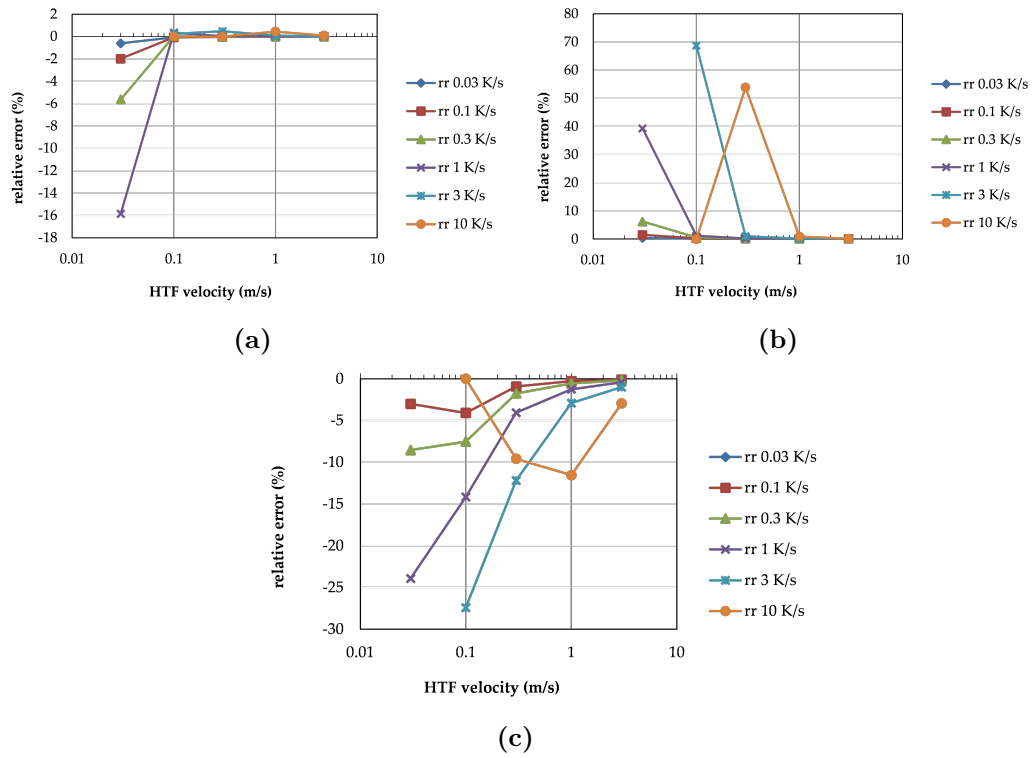 2
0
-2
-4
-6
-8
-10
-12
-14
-16
-18
relative error (%)
0.01 0.1 1 10
HTF velocity (m/s)
rr 0.03 K/s
rr 0.1 K/s
rr 0.3 K/s
rr 1 K/s
rr 3 K/s
rr 10 K/s
(a)
80
70
60
50
40
30
20
10
0
relative error (%)
0.01 0.1 1 10
HTF velocity (m/s)
rr 0.03 K/s
rr 0.1 K/s
rr 0.3 K/s
rr 1 K/s
rr 3 K/s
rr 10 K/s
(b)
0
-5
-10
-15
-20
-25
-30
relative error (%)
0.01 0.1 1 10
HTF velocity (m/s)
rr 0.03 K/s
rr 0.1 K/s
rr 0.3 K/s
rr 1 K/s
rr 3 K/s
rr 10 K/s
(c)